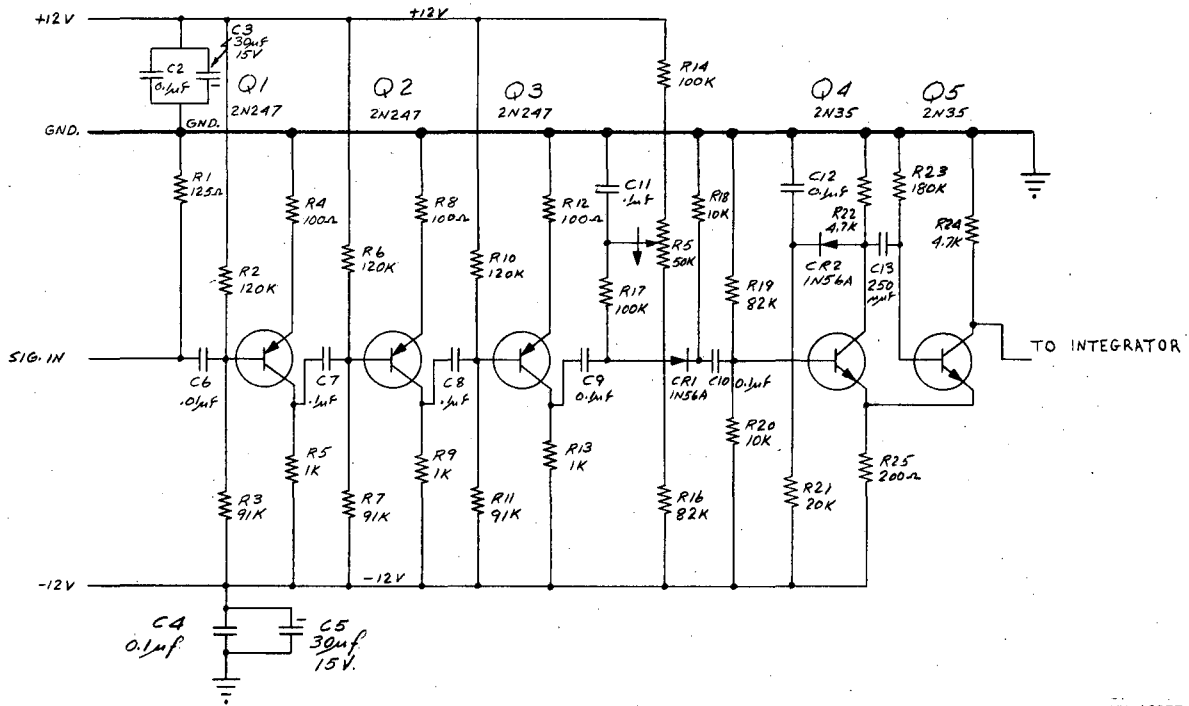 +12V
+12V
C3
30μf
15V
C2
0.1μF
Q1
2N247
Q2
2N247
Q3
2N247
R14
100K
Q4
2N35
Q5
2N35
GND.
GND.
R1
125Ω
R4
100Ω
R8
100Ω
R12
100Ω
C11
.1μF
R18
10K
C12
0.1μF
R22
4.7K
R23
180K
R24
4.7K
R2
120K
R6
120K
R10
120K
R5
50K
R17
100K
R19
82K
CR2
1N56A
C13
250
μμF
SIG. IN
C6
.01μF
C7
.1μF
C8
.1μF
C9
0.1μF
CR1
1N56A
C10
0.1μF
TO INTEGRATOR
R5
1K
R9
1K
R13
1K
R20
10K
R25
200Ω
R3
91K
R7
91K
R11
91K
R16
82K
R21
20K
-12V
-12V
C4
0.1μf
C5
30μf
15V.